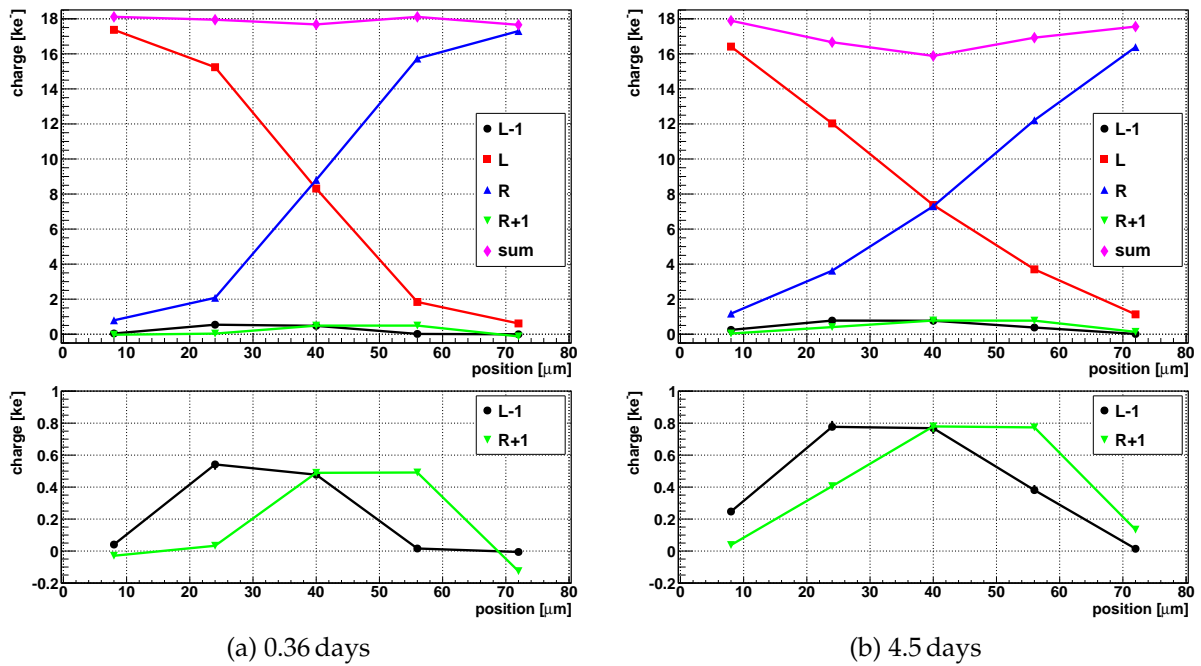 charge [ke⁻]
18
16
14
12
10
8
6
4
2
0
L-1
L
R
R+1
sum
0 10 20 30 40 50 60 70 80
position [μm]
charge [ke⁻]
1
0.8
0.6
0.4
0.2
0
-0.2
L-1
R+1
0 10 20 30 40 50 60 70 80
position [μm]
(a) 0.36 days
charge [ke⁻]
18
16
14
12
10
8
6
4
2
0
L-1
L
R
R+1
sum
0 10 20 30 40 50 60 70 80
position [μm]
charge [ke⁻]
1
0.8
0.6
0.4
0.2
0
-0.2
L-1
R+1
0 10 20 30 40 50 60 70 80
position [μm]
(b) 4.5 days